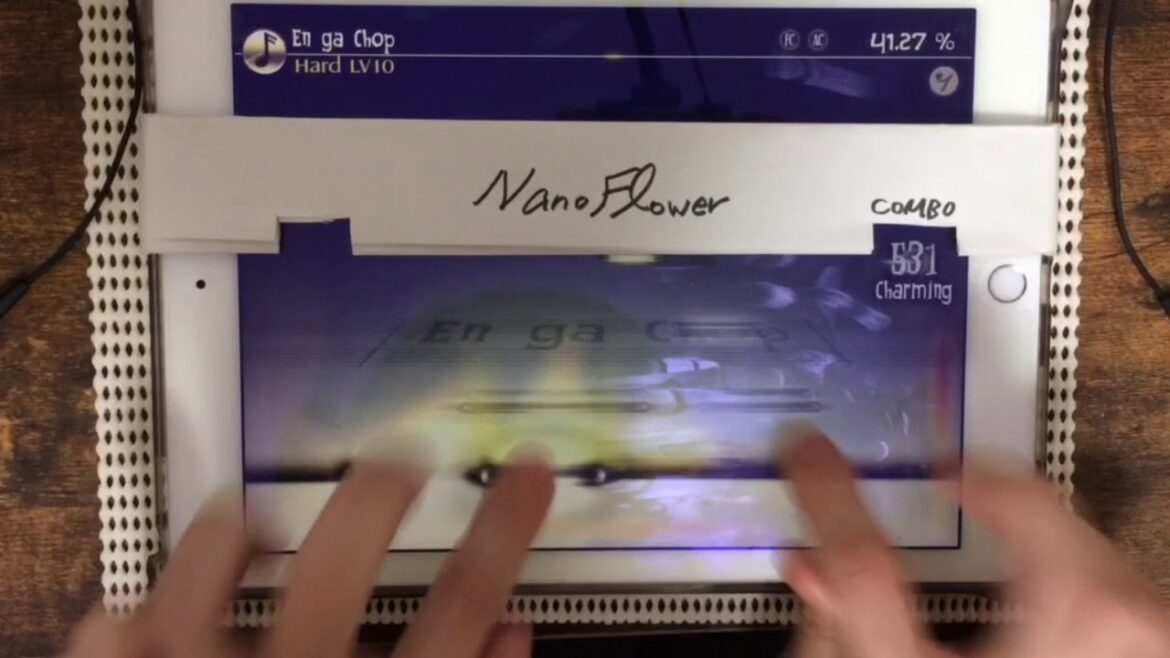 En ga Chop
FC AC 41.27 %
Hard LV10
NanoFlower
COMBO
531
Charming
En ga Chop